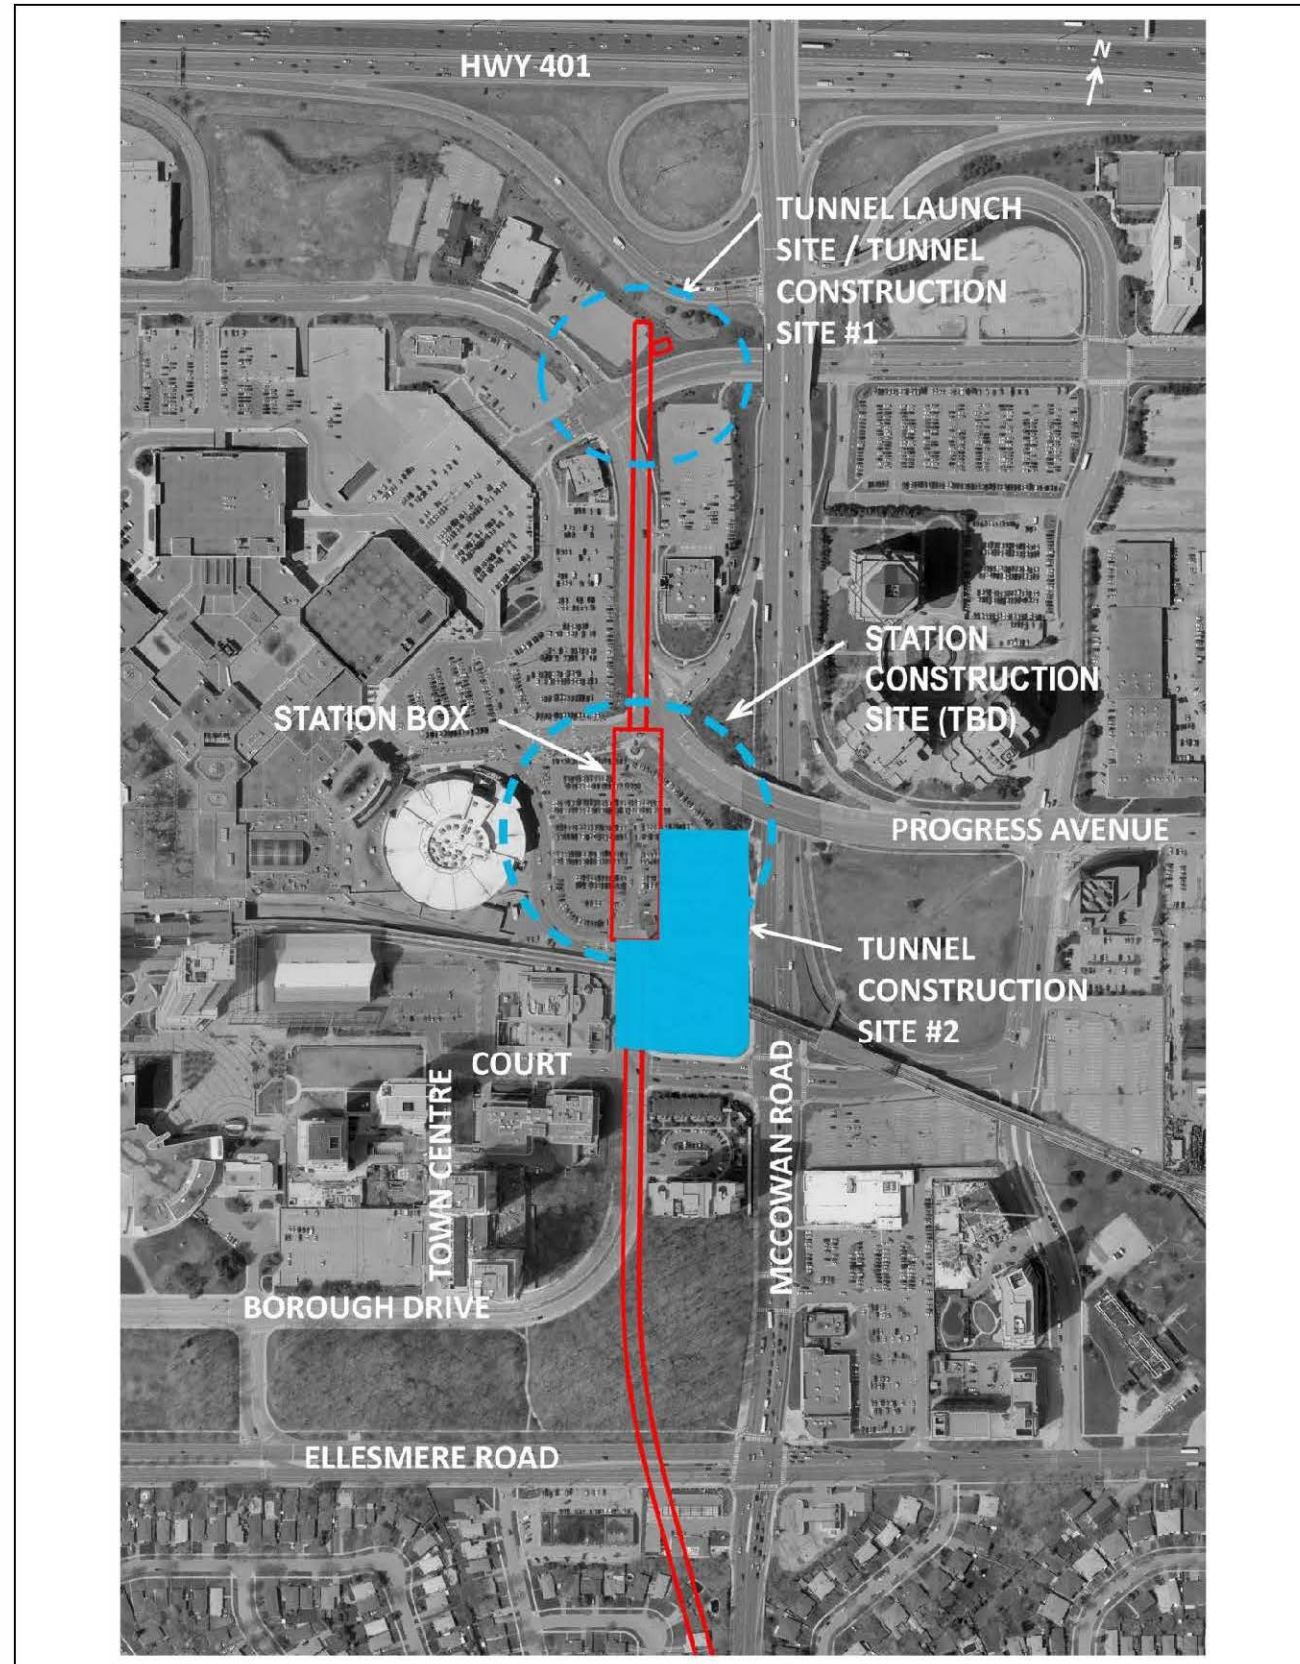 HWY 401
N
TUNNEL LAUNCH
SITE / TUNNEL
CONSTRUCTION
SITE #1
STATION
CONSTRUCTION
SITE (TBD)
STATION BOX
PROGRESS AVENUE
TUNNEL
CONSTRUCTION
SITE #2
COURT
TOWN CENTRE
MCCOWAN ROAD
BOROUGH DRIVE
ELLESMERE ROAD